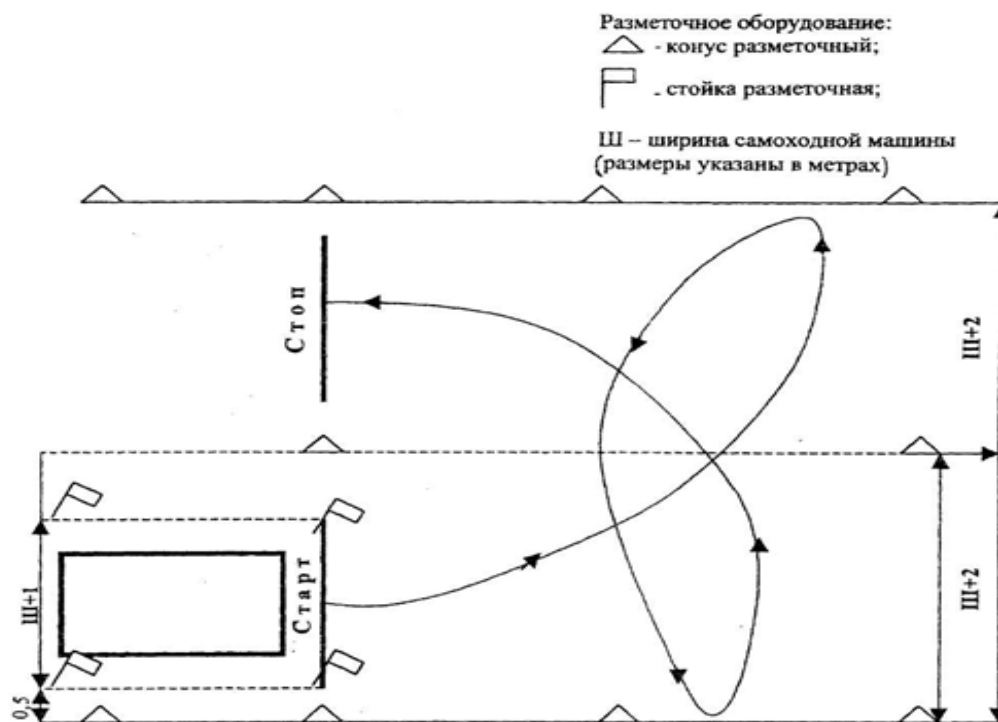 Разметочное оборудование:
- конус разметочный;
- стойка разметочная;
Ш – ширина самоходной машины
(размеры указаны в метрах)
Стоп
Ш+2
Старт
Ш+1
Ш+2
0,5